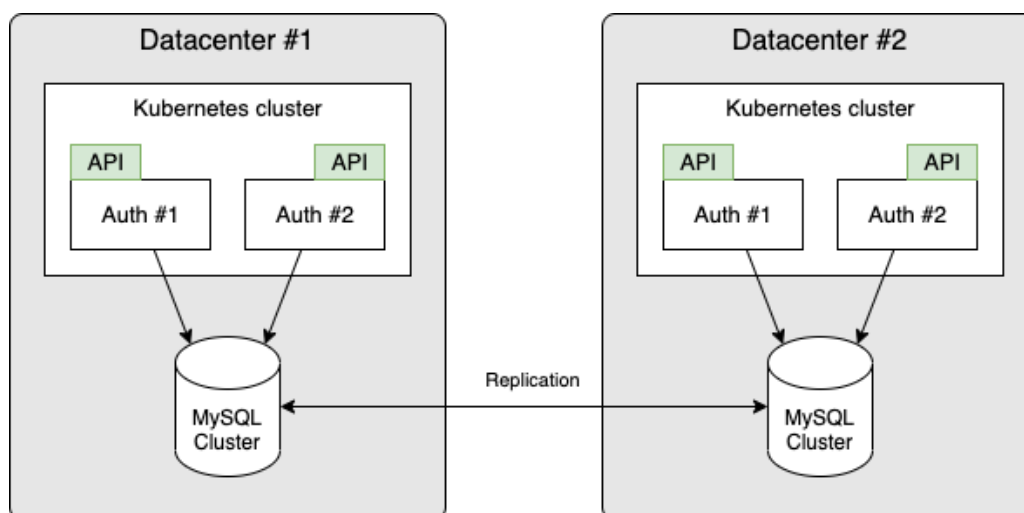 Datacenter #1
Kubernetes cluster
API
API
Auth #1
Auth #2
MySQL
Cluster
Replication
Datacenter #2
Kubernetes cluster
API
API
Auth #1
Auth #2
MySQL
Cluster